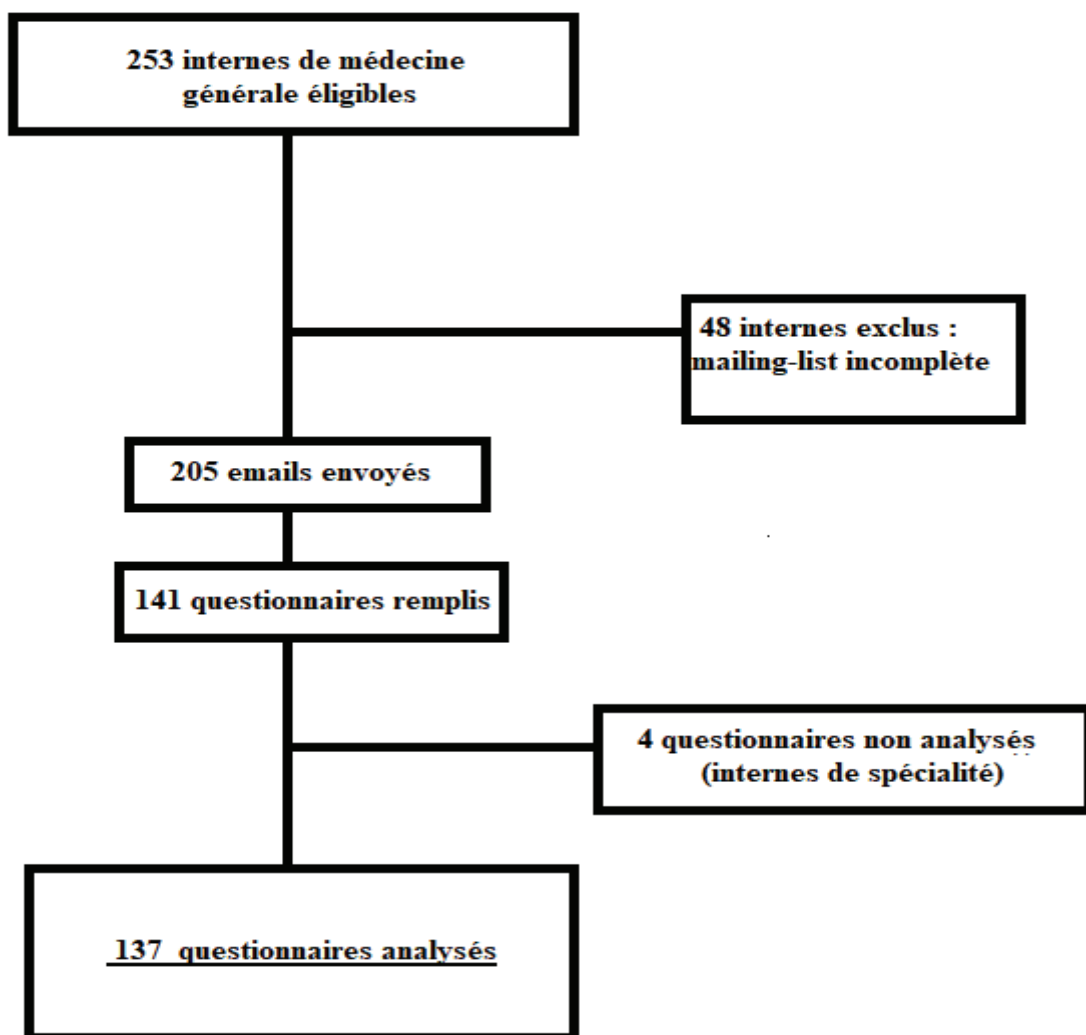 253 internes de médecine
générale éligibles
48 internes exclus :
mailing-list incomplète
205 emails envoyés
141 questionnaires remplis
4 questionnaires non analysés
(internes de spécialité)
137 questionnaires analysés